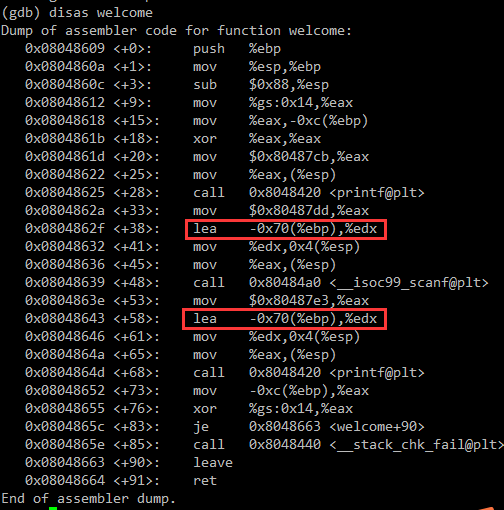 (gdb) disas welcome
Dump of assembler code for function welcome:
   0x08048609 <+0>:     push   %ebp
   0x0804860a <+1>:     mov    %esp,%ebp
   0x0804860c <+3>:     sub    $0x88,%esp
   0x08048612 <+9>:     mov    %gs:0x14,%eax
   0x08048618 <+15>:    mov    %eax,-0xc(%ebp)
   0x0804861b <+18>:    xor    %eax,%eax
   0x0804861d <+20>:    mov    $0x80487cb,%eax
   0x08048622 <+25>:    mov    %eax,(%esp)
   0x08048625 <+28>:    call   0x8048420 <printf@plt>
   0x0804862a <+33>:    mov    $0x80487dd,%eax
   0x0804862f <+38>:    lea    -0x70(%ebp),%edx
   0x08048632 <+41>:    mov    %edx,0x4(%esp)
   0x08048636 <+45>:    mov    %eax,(%esp)
   0x08048639 <+48>:    call   0x80484a0 <__isoc99_scanf@plt>
   0x0804863e <+53>:    mov    $0x80487e3,%eax
   0x08048643 <+58>:    lea    -0x70(%ebp),%edx
   0x08048646 <+61>:    mov    %edx,0x4(%esp)
   0x0804864a <+65>:    mov    %eax,(%esp)
   0x0804864d <+68>:    call   0x8048420 <printf@plt>
   0x08048652 <+73>:    mov    -0xc(%ebp),%eax
   0x08048655 <+76>:    xor    %gs:0x14,%eax
   0x0804865c <+83>:    je     0x8048663 <welcome+90>
   0x0804865e <+85>:    call   0x8048440 <__stack_chk_fail@plt>
   0x08048663 <+90>:    leave
   0x08048664 <+91>:    ret
End of assembler dump.